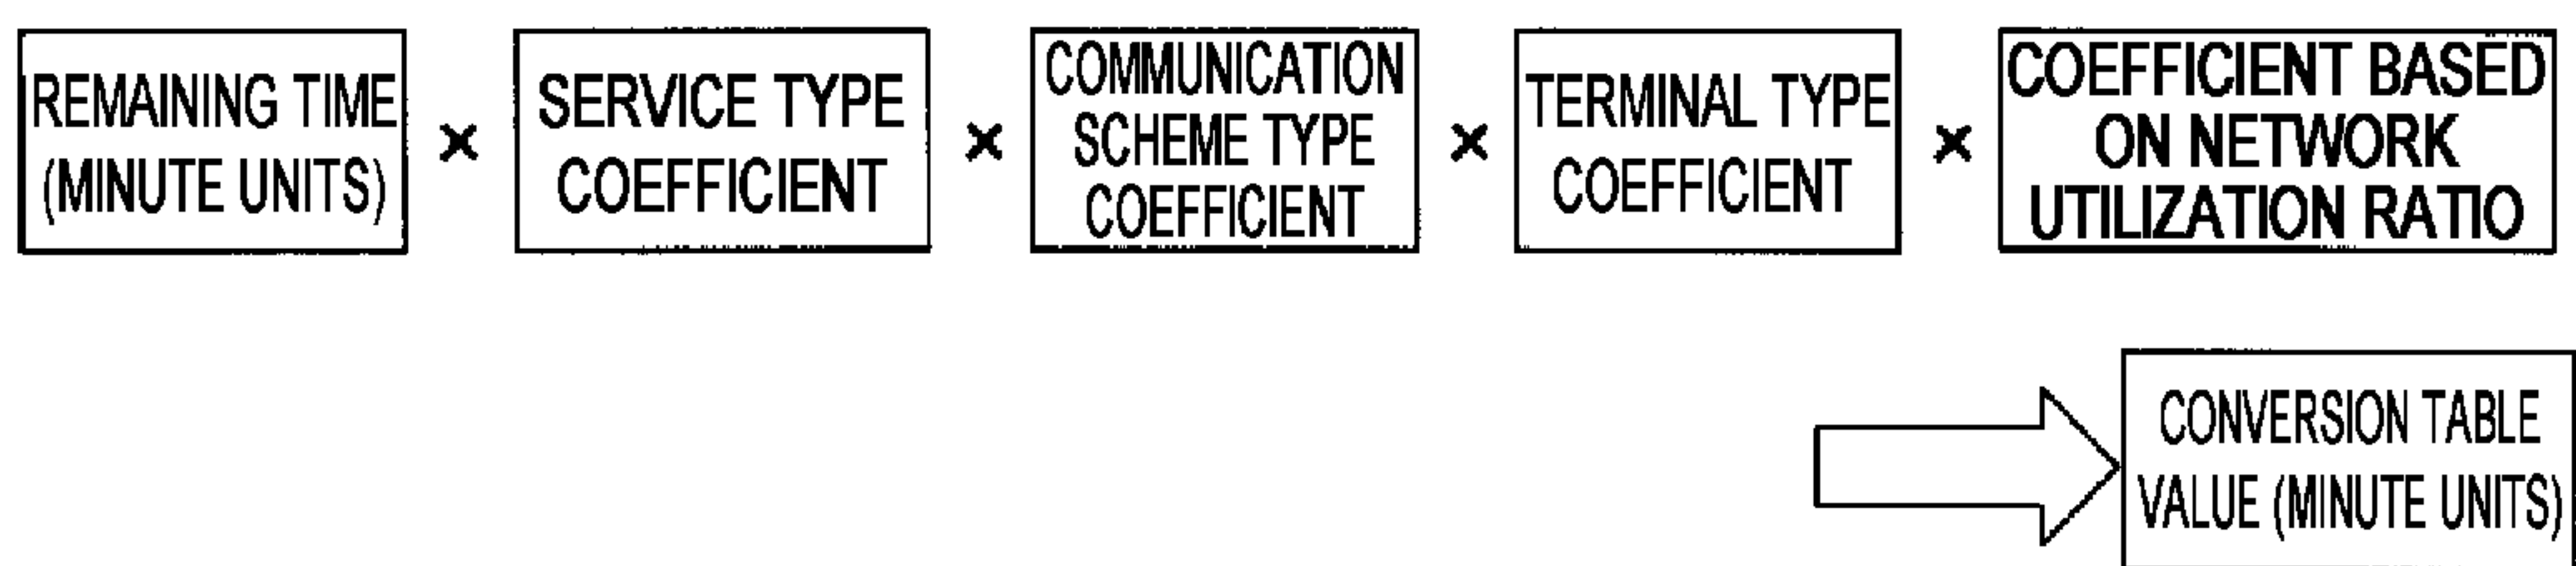 REMAINING TIME
(MINUTE UNITS)
×
SERVICE TYPE
COEFFICIENT
×
COMMUNICATION
SCHEME TYPE
COEFFICIENT
×
TERMINAL TYPE
COEFFICIENT
×
COEFFICIENT BASED
ON NETWORK
UTILIZATION RATIO
CONVERSION TABLE
VALUE (MINUTE UNITS)